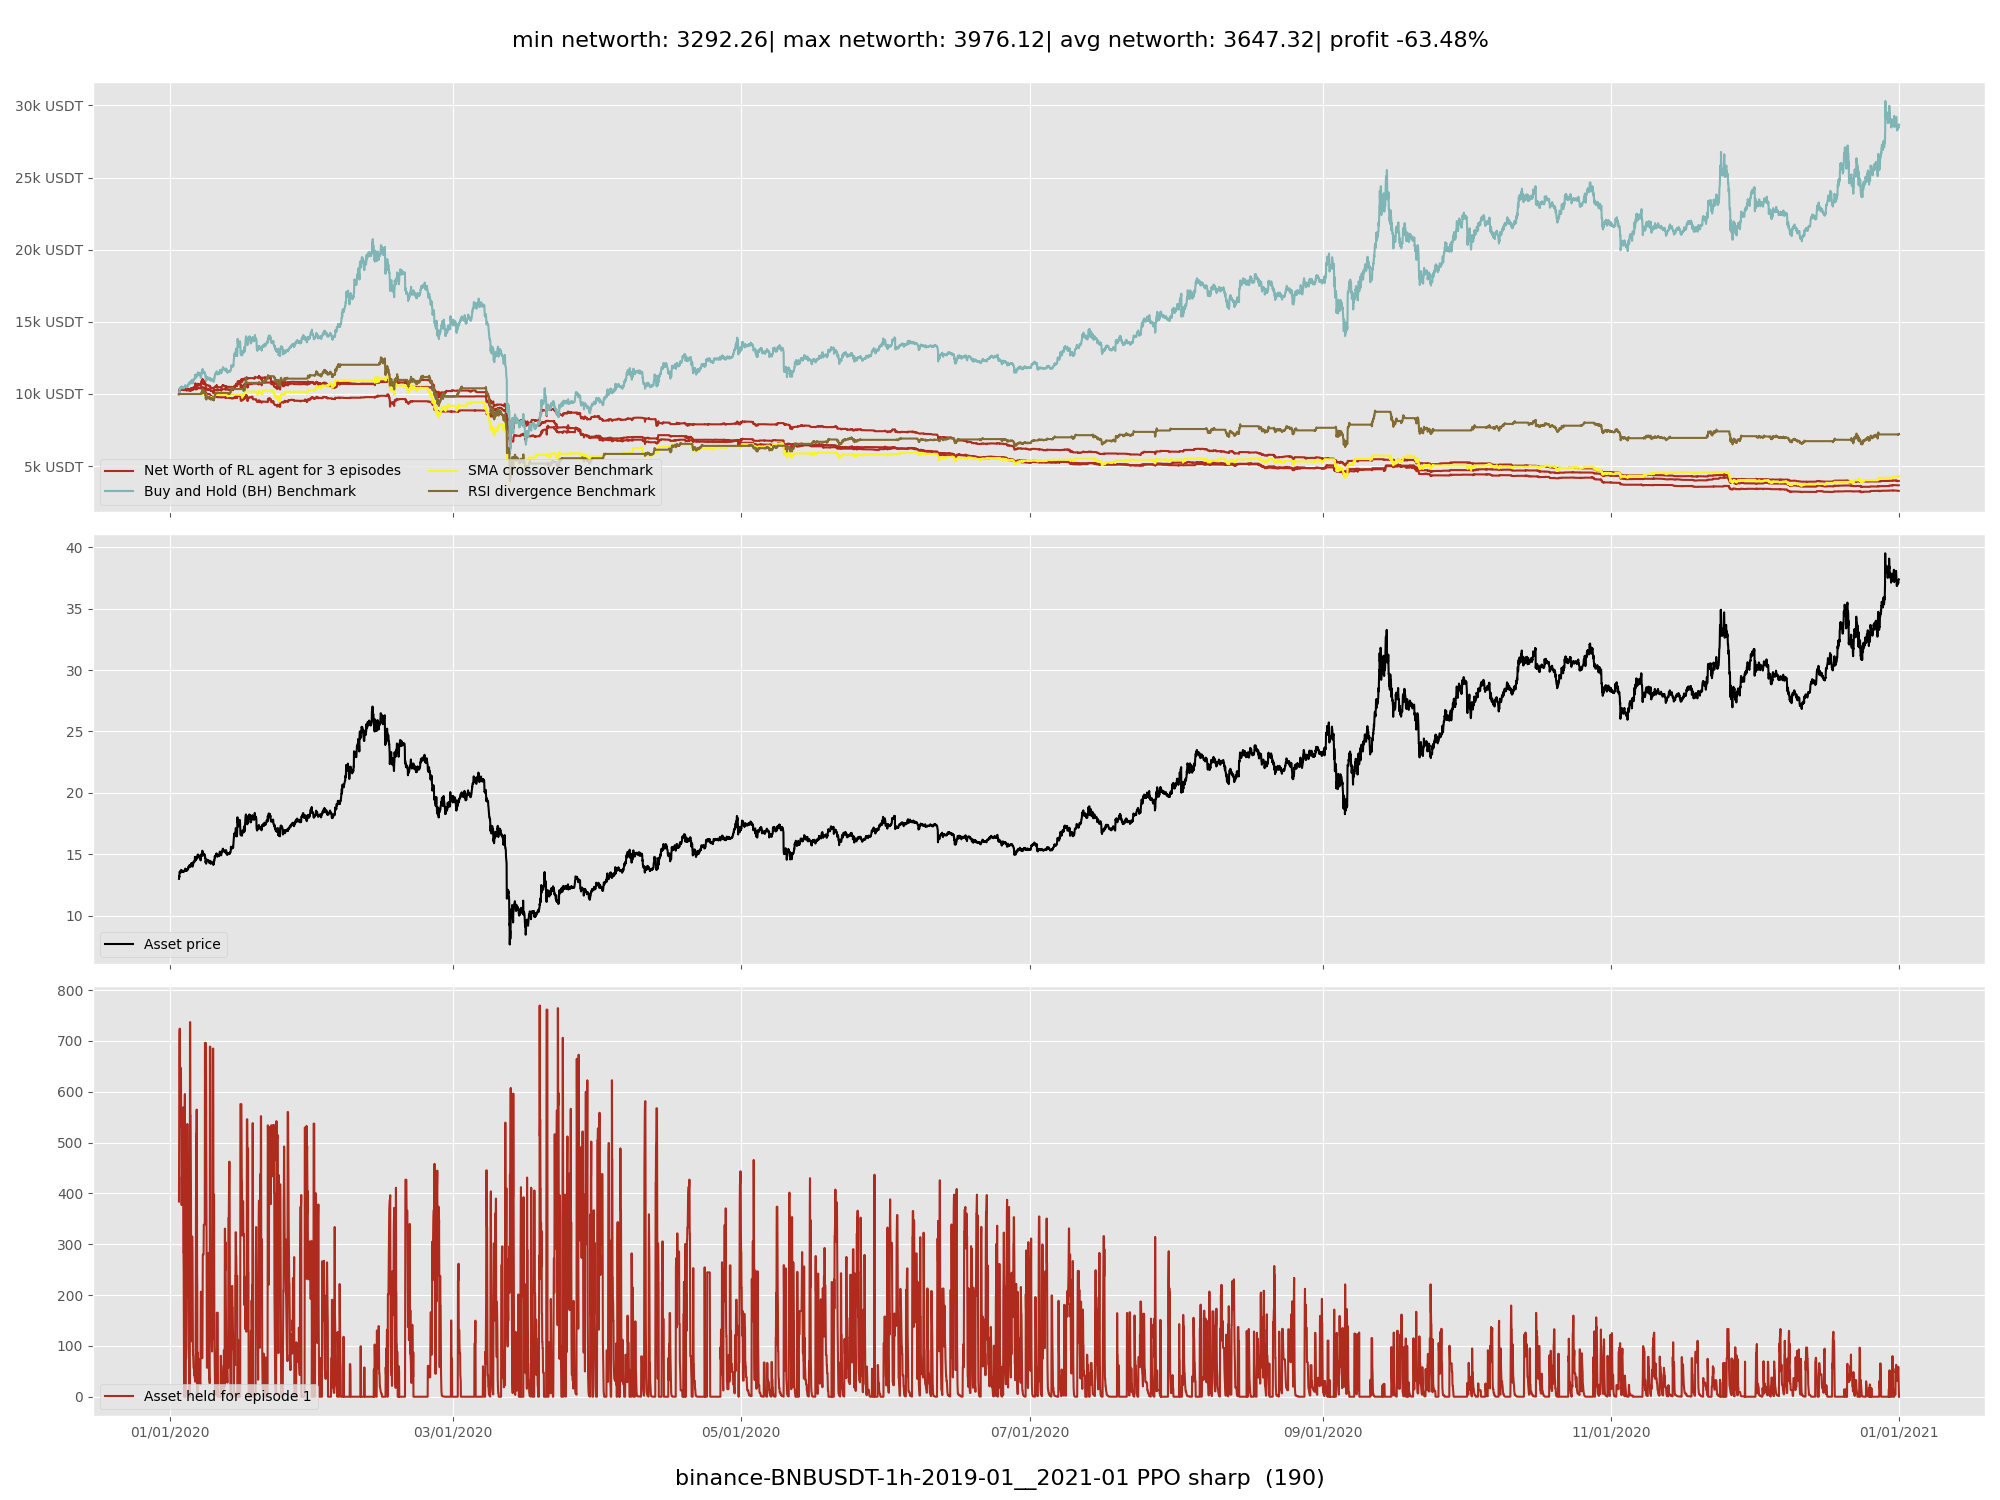 min networth: 3292.26| max networth: 3976.12| avg networth: 3647.32| profit -63.48%
30k USDT
25k USDT
20k USDT
15k USDT
10k USDT
5k USDT
Net Worth of RL agent for 3 episodes
Buy and Hold (BH) Benchmark
SMA crossover Benchmark
RSI divergence Benchmark
40
35
30
25
20
15
10
Asset price
800
700
600
500
400
300
200
100
0
Asset held for episode 1
01/01/2020 03/01/2020 05/01/2020 07/01/2020 09/01/2020 11/01/2020 01/01/2021
binance-BNBUSDT-1h-2019-01__2021-01 PPO sharp (190)